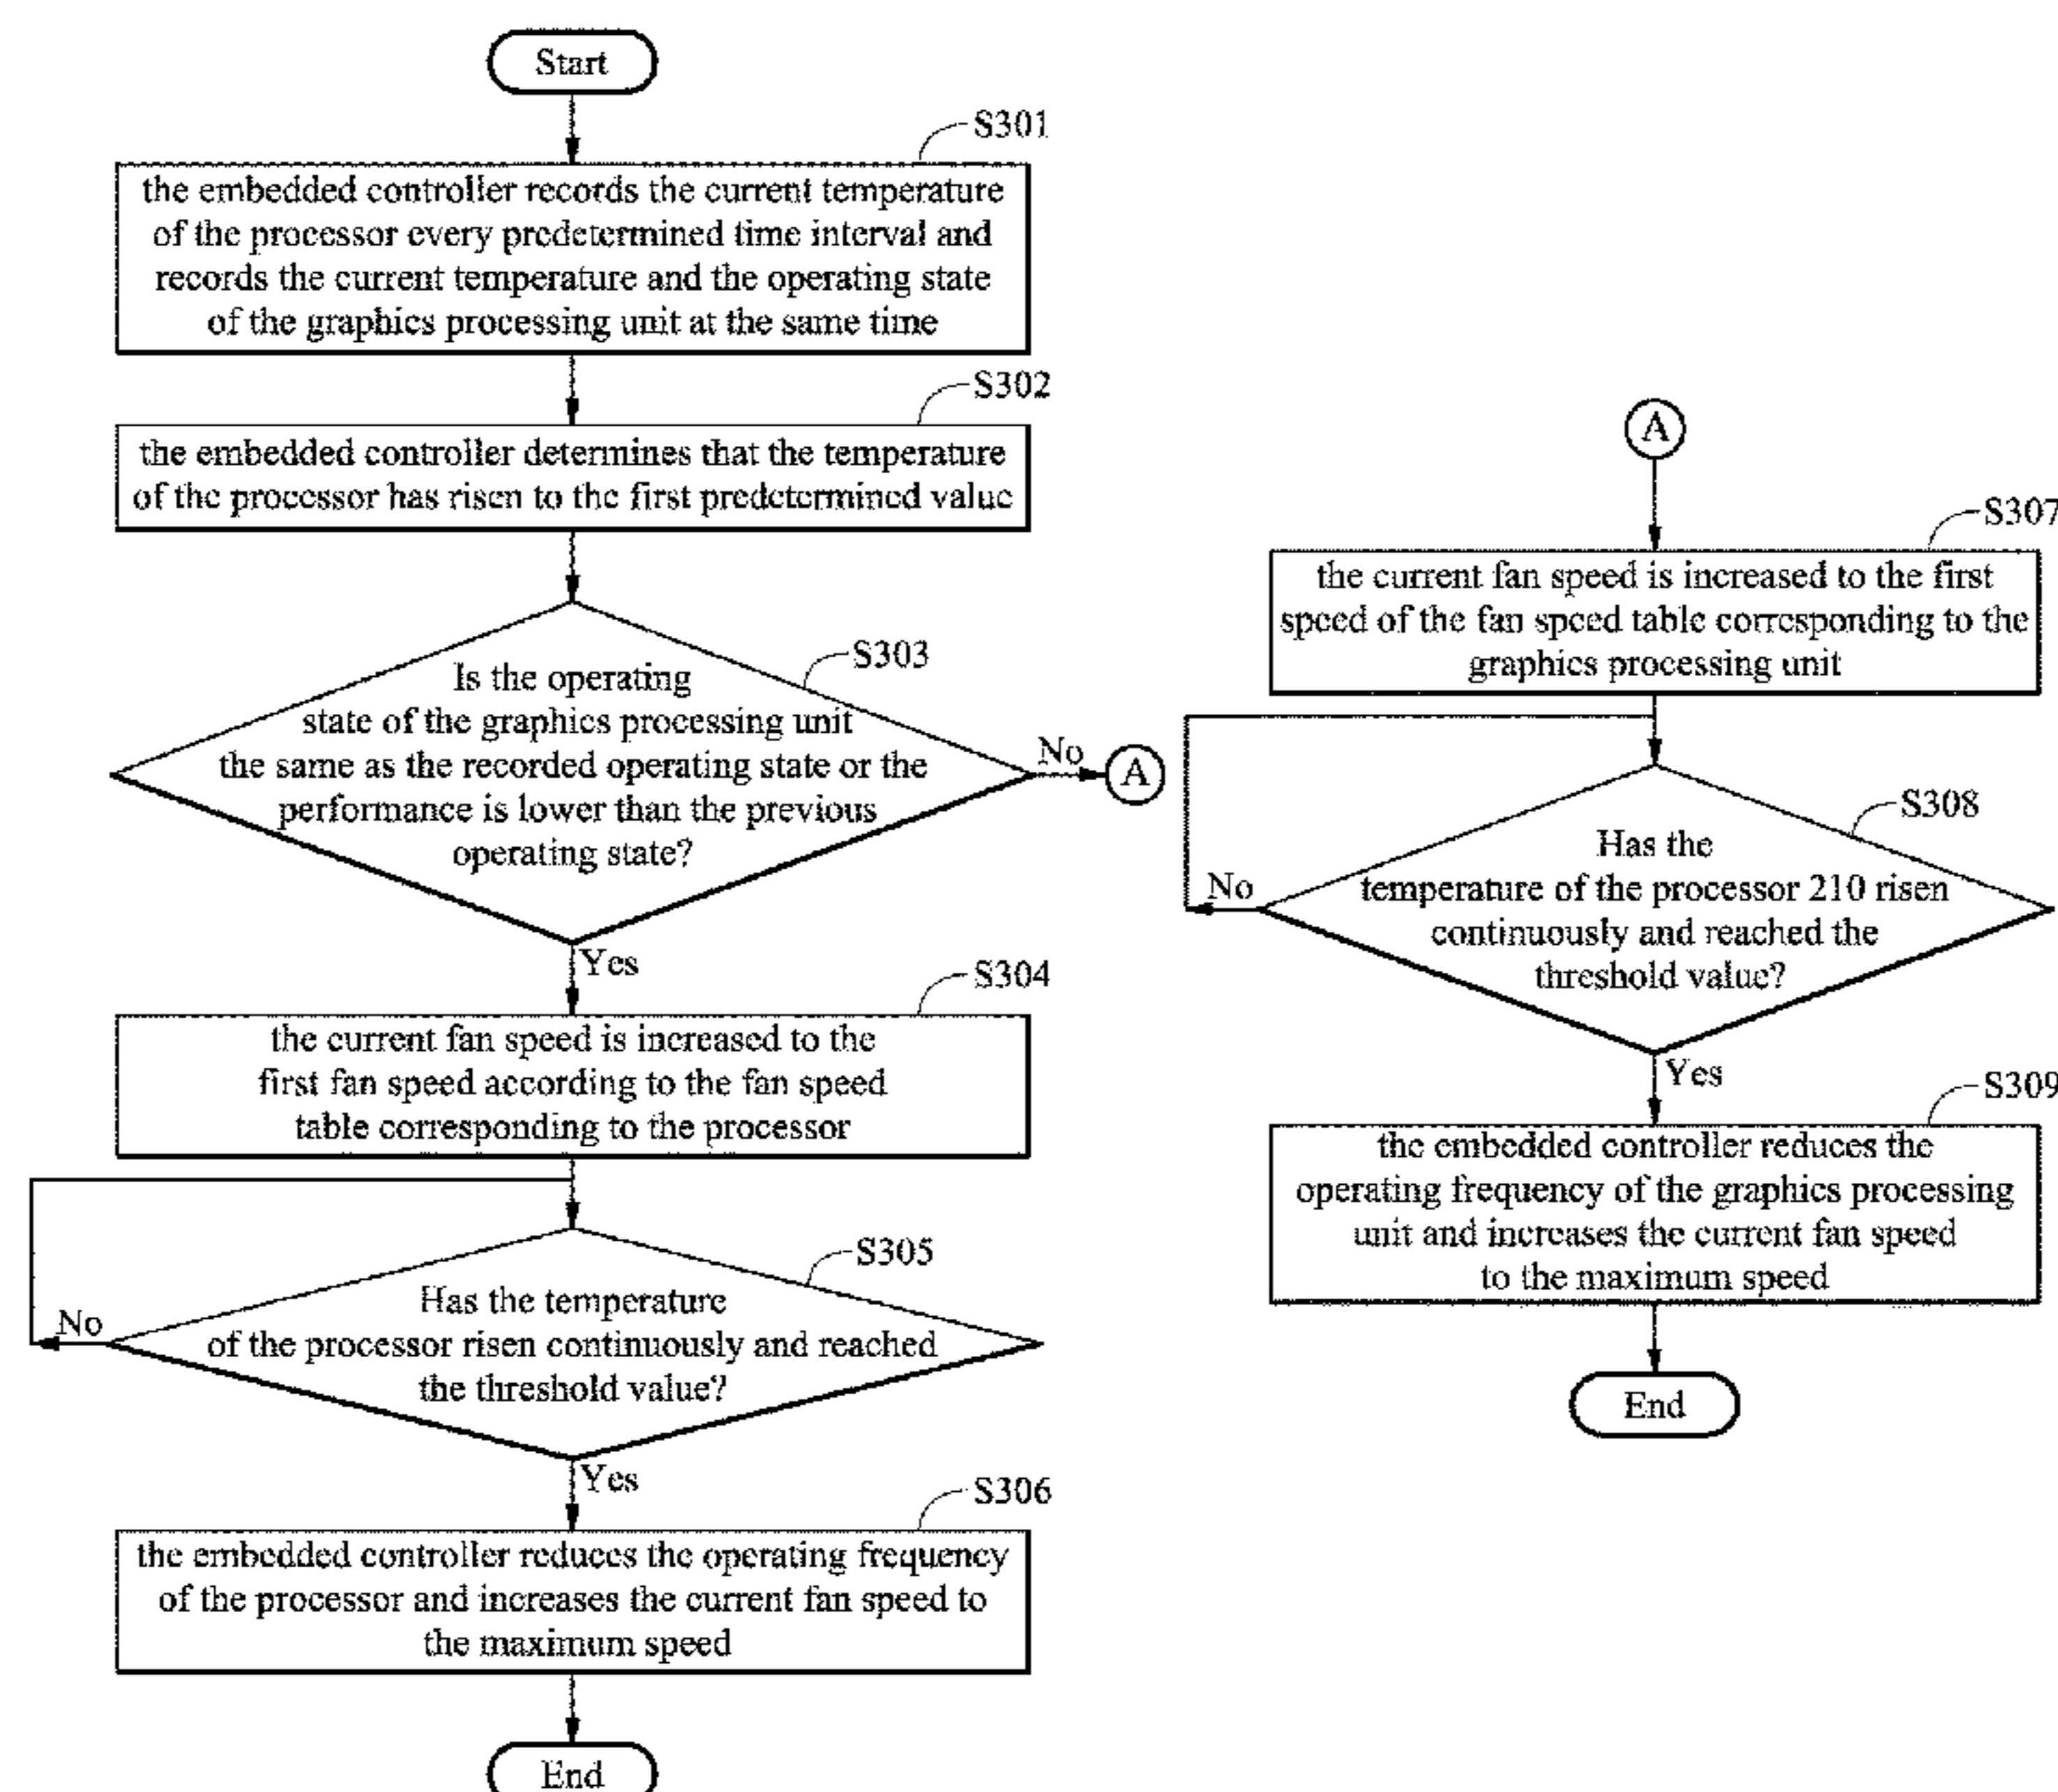 Start
S301
the embedded controller records the current temperature
of the processor every predetermined time interval and
records the current temperature and the operating state
of the graphics processing unit at the same time
S302
the embedded controller determines that the temperature
of the processor has risen to the first predetermined value
S303
Is the operating
state of the graphics processing unit
the same as the recorded operating state or the
performance is lower than the previous
operating state?
No
A
Yes
S304
the current fan speed is increased to the
first fan speed according to the fan speed
table corresponding to the processor
S305
Has the temperature
of the processor risen continuously and reached
the threshold value?
No
Yes
S306
the embedded controller reduces the operating frequency
of the processor and increases the current fan speed to
the maximum speed
End
A
S307
the current fan speed is increased to the first
speed of the fan speed table corresponding to the
graphics processing unit
S308
Has the
temperature of the processor 210 risen
continuously and reached the
threshold value?
No
Yes
S309
the embedded controller reduces the
operating frequency of the graphics processing
unit and increases the current fan speed
to the maximum speed
End